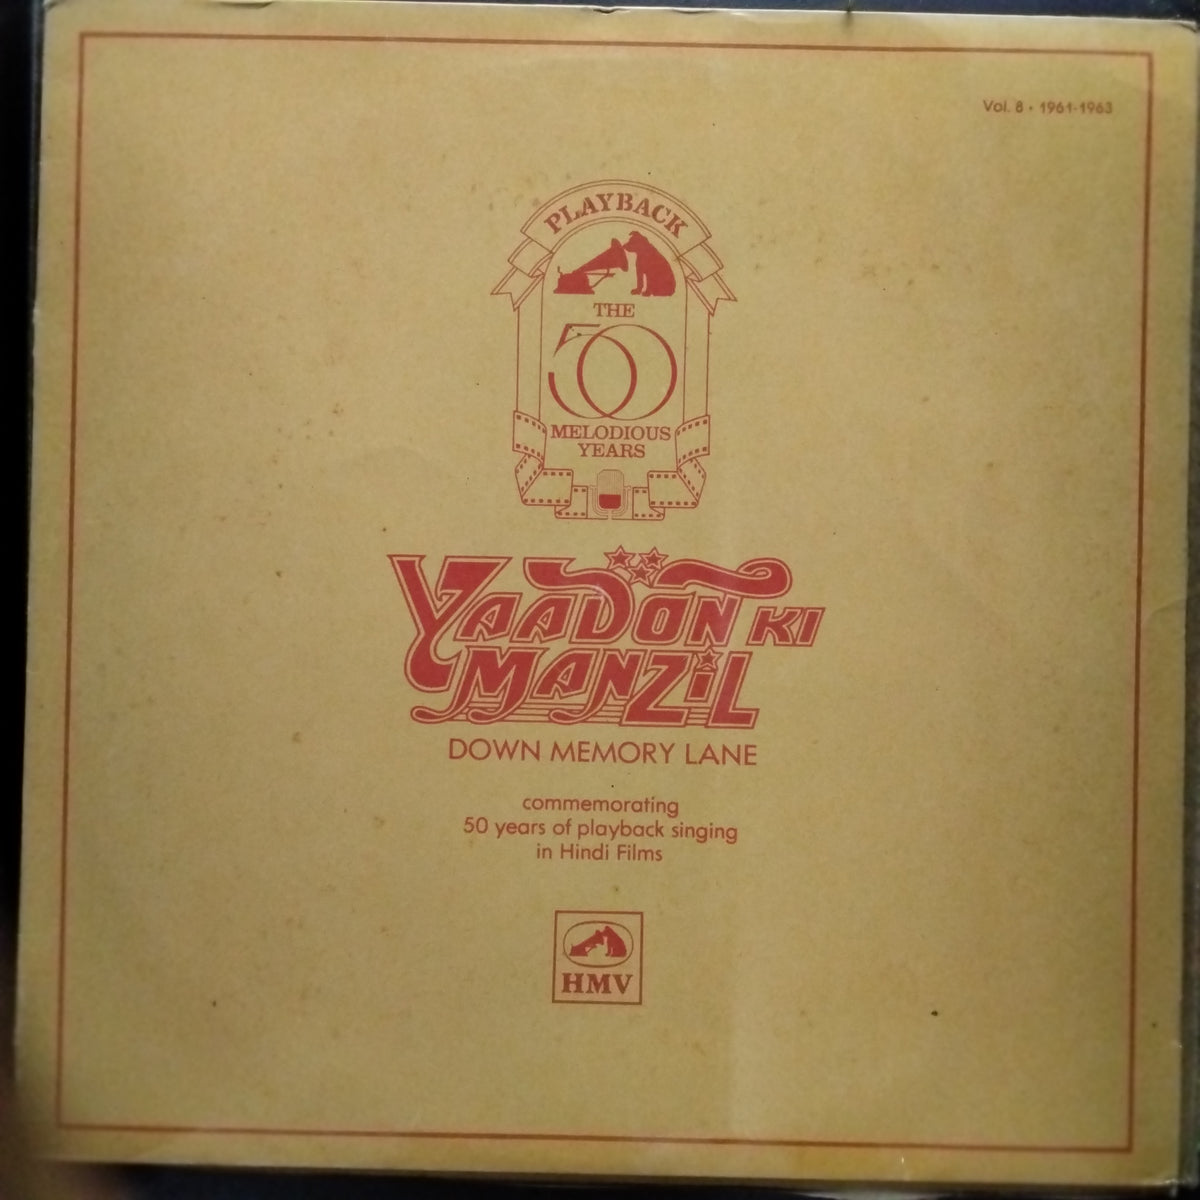 Vol. 8 • 1961-1963
PLAYBACK
THE
50
MELODIOUS
YEARS
YAADON KI
MANZiL
DOWN MEMORY LANE
commemorating
50 years of playback singing
in Hindi Films
HMV